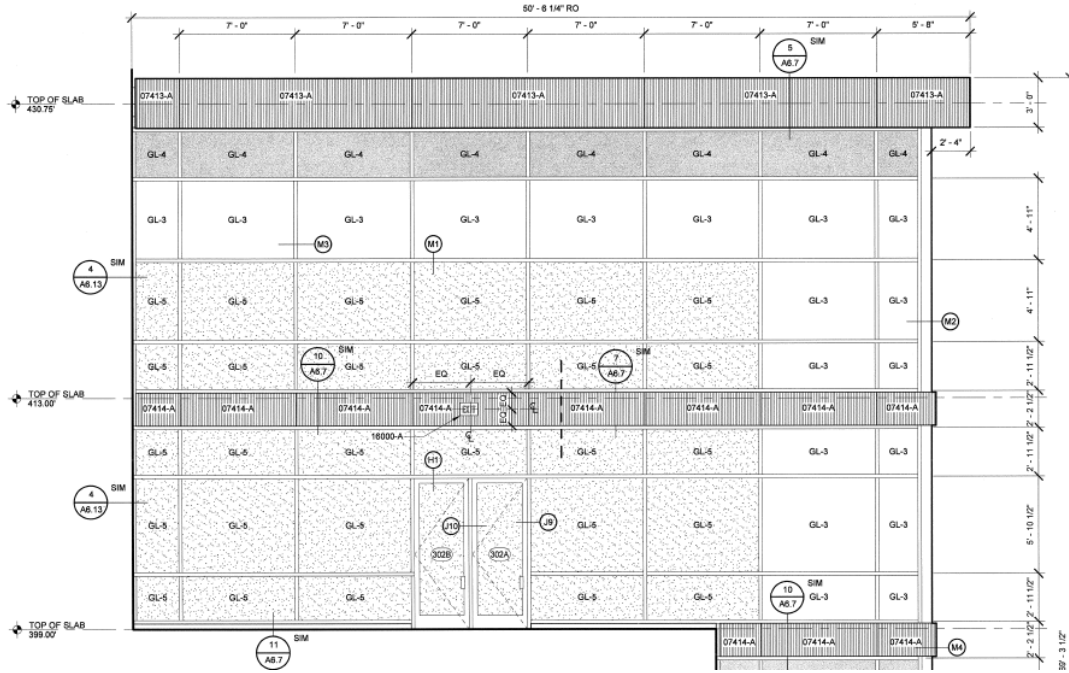 50' - 6 1/4" RO
7' - 0" 7' - 0" 7' - 0" 7' - 0" 7' - 0" 7' - 0" 5' - 8"
5 SIM
A6.7
TOP OF SLAB
430.75'
07413-A 07413-A 07413-A 07413-A 07413-A
3' - 0"
2' - 4"
GL-4 GL-4 GL-4 GL-4 GL-4 GL-4 GL-4 GL-4
GL-3 GL-3 GL-3 GL-3 GL-3 GL-3 GL-3 GL-3
4' - 11"
M3 M1
4 SIM
A6.13
GL-5 GL-5 GL-5 GL-5 GL-5 GL-5 GL-3 GL-3
4' - 11"
M2
10 SIM
A6.7
7 SIM
A6.7
GL-5 GL-5 GL-5 GL-5 GL-5 GL-5 GL-3 GL-3
2' - 11 1/2"
EQ EQ
TOP OF SLAB
413.00'
07414-A 07414-A 07414-A 07414-A EXIT 07414-A 07414-A 07414-A 07414-A
EQ EQ
2' - 2 1/2"
16000-A
GL-5 GL-5 GL-5 GL-5 GL-5 GL-5 GL-3 GL-3
2' - 11 1/2"
H1
4 SIM
A6.13
GL-5 GL-5 GL-5 GL-5 GL-5 GL-3 GL-3
5' - 10 1/2"
J10 J9
302B 302A
10 SIM
A6.7
GL-5 GL-5 GL-5 GL-5 GL-5 GL-3 GL-3
2' - 11 1/2"
TOP OF SLAB
399.00'
07414-A 07414-A 07414-A
M4
2' - 2 1/2"
11 SIM
A6.7